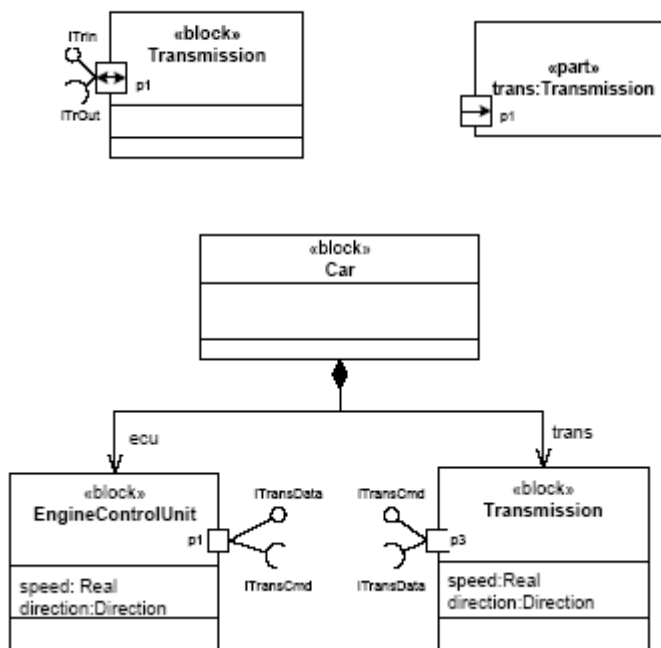 ITrIn
«block»
Transmission
p1
ITrOut
«part»
trans:Transmission
p1
«block»
Car
ecu
trans
«block»
EngineControlUnit
p1
ITransData
ITransCmd
speed: Real
direction:Direction
ITransCmd
ITransData
«block»
Transmission
p3
speed:Real
direction:Direction